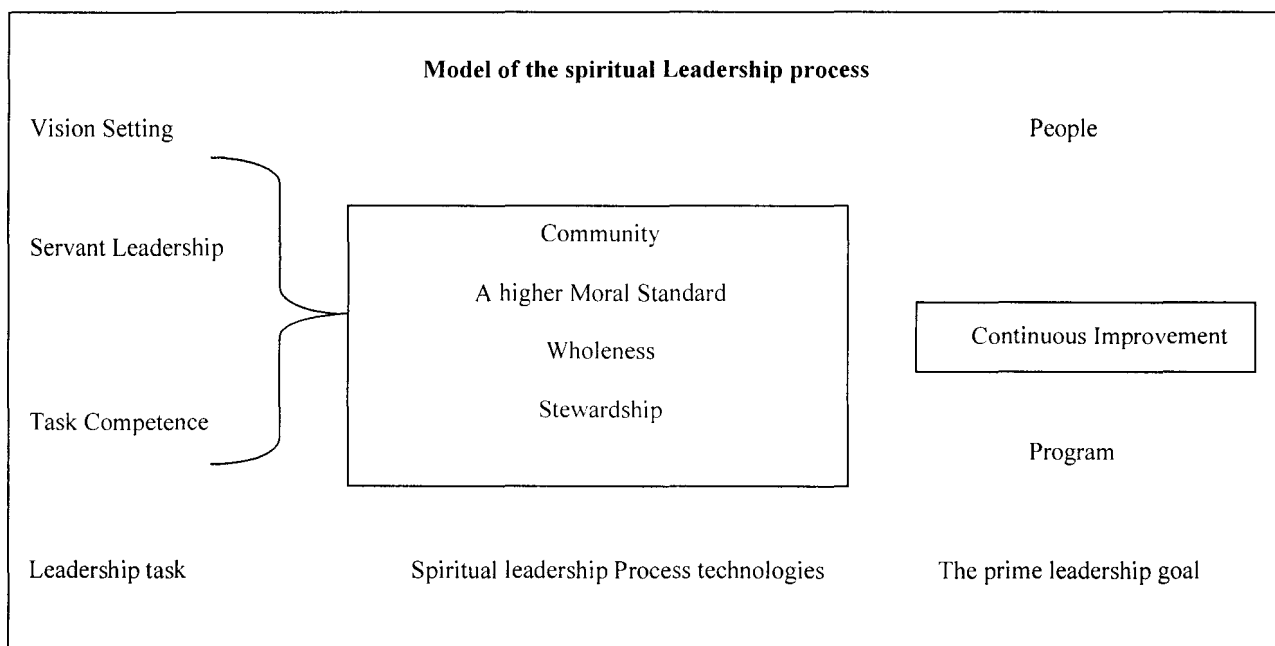 Model of the spiritual Leadership process
Vision Setting
People
Servant Leadership
Community
A higher Moral Standard
Wholeness
Stewardship
Continuous Improvement
Task Competence
Program
Leadership task
Spiritual leadership Process technologies
The prime leadership goal